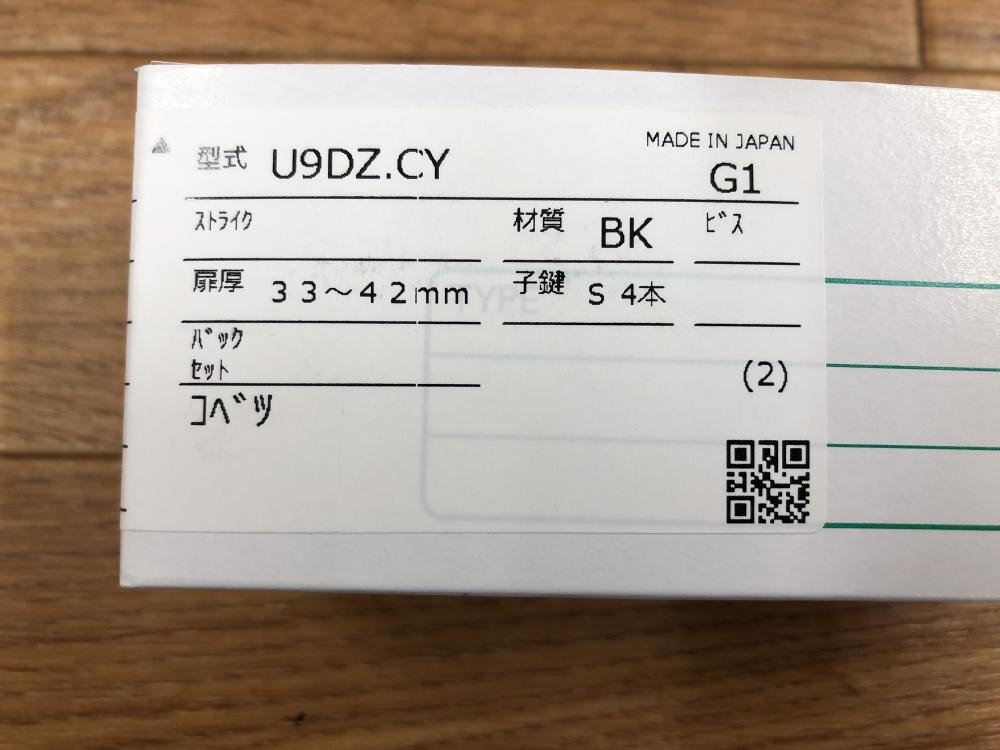 MADE IN JAPAN
型式 U9DZ.CY G1
ストライク 材質 BK ビス
扉厚 33～42mm 子鍵 S 4本
TYPE
バック
セット
(2)
コベツ